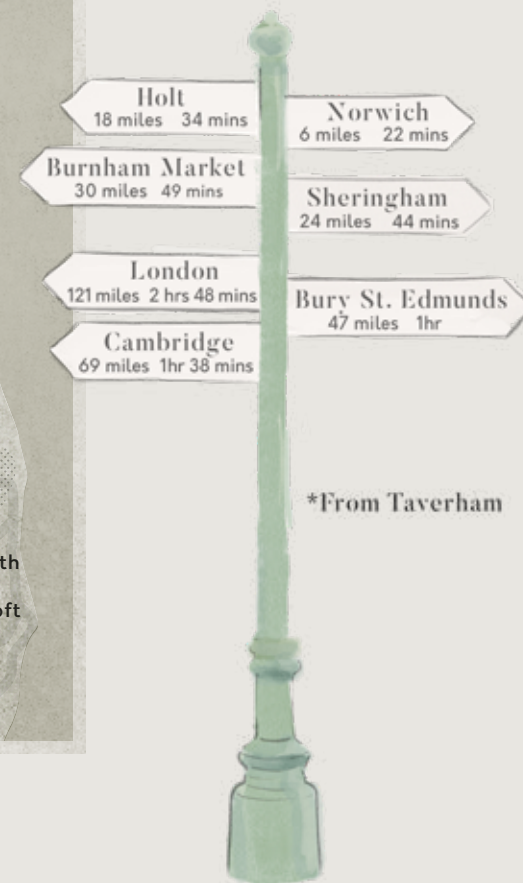 Holt
18 miles 34 mins
Norwich
6 miles 22 mins
Burnham Market
30 miles 49 mins
Sheringham
24 miles 44 mins
London
121 miles 2 hrs 48 mins
Bury St. Edmunds
47 miles 1hr
Cambridge
69 miles 1hr 38 mins
*From Taverham
th
oft